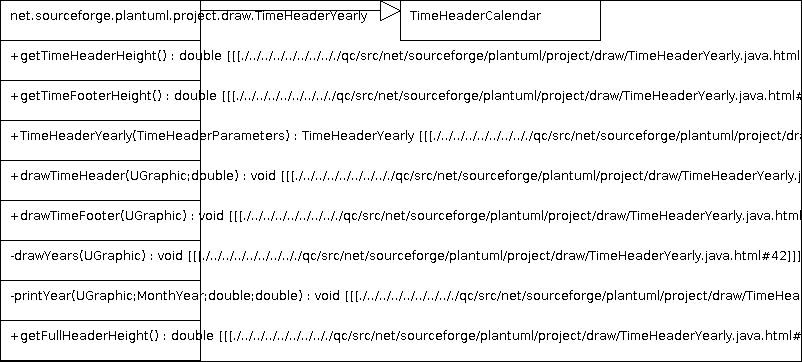 net.sourceforge.plantuml.project.draw.TimeHeaderYearly
TimeHeaderCalendar
+getTimeHeaderHeight() : double [[[./../../../../../../../../qc/src/net/sourceforge/plantuml/project/draw/TimeHeaderYearly.java.html
+getTimeFooterHeight() : double [[[./../../../../../../../../qc/src/net/sourceforge/plantuml/project/draw/TimeHeaderYearly.java.html#
+TimeHeaderYearly(TimeHeaderParameters) : TimeHeaderYearly [[[./../../../../../../../../qc/src/net/sourceforge/plantuml/project/dra
+drawTimeHeader(UGraphic;double) : void [[[./../../../../../../../../qc/src/net/sourceforge/plantuml/project/draw/TimeHeaderYearly.j
+drawTimeFooter(UGraphic) : void [[[./../../../../../../../../qc/src/net/sourceforge/plantuml/project/draw/TimeHeaderYearly.java.html
-drawYears(UGraphic) : void [[[./../../../../../../../../qc/src/net/sourceforge/plantuml/project/draw/TimeHeaderYearly.java.html#42]]]
-printYear(UGraphic;MonthYear;double;double) : void [[[./../../../../../../../../qc/src/net/sourceforge/plantuml/project/draw/TimeHea
+getFullHeaderHeight() : double [[[./../../../../../../../../qc/src/net/sourceforge/plantuml/project/draw/TimeHeaderYearly.java.html#